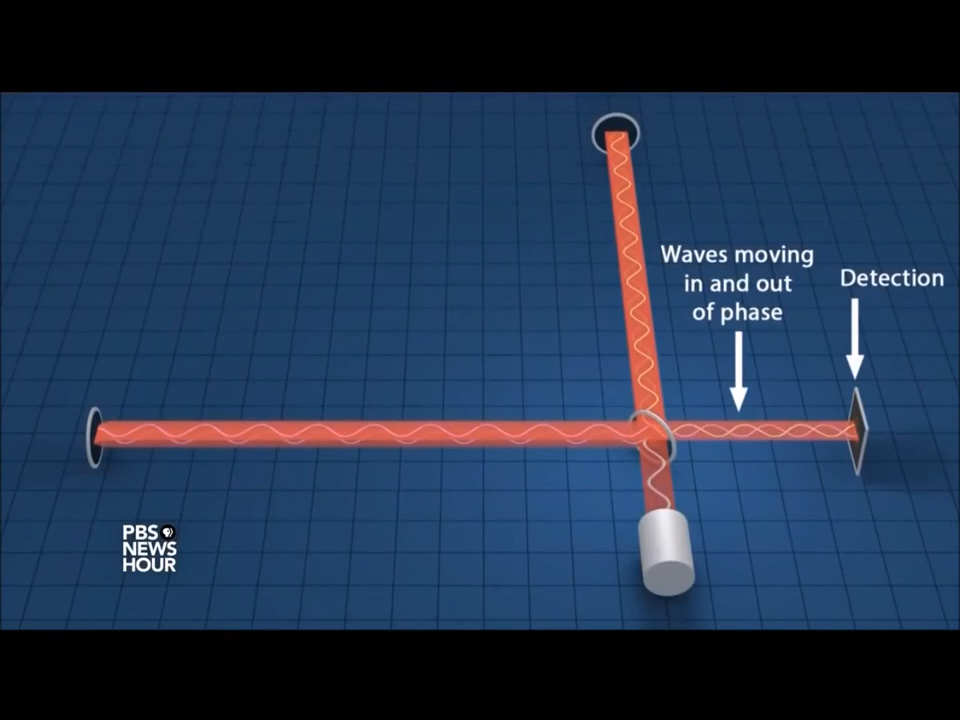 Waves moving
in and out
of phase
Detection
PBS
NEWS
HOUR